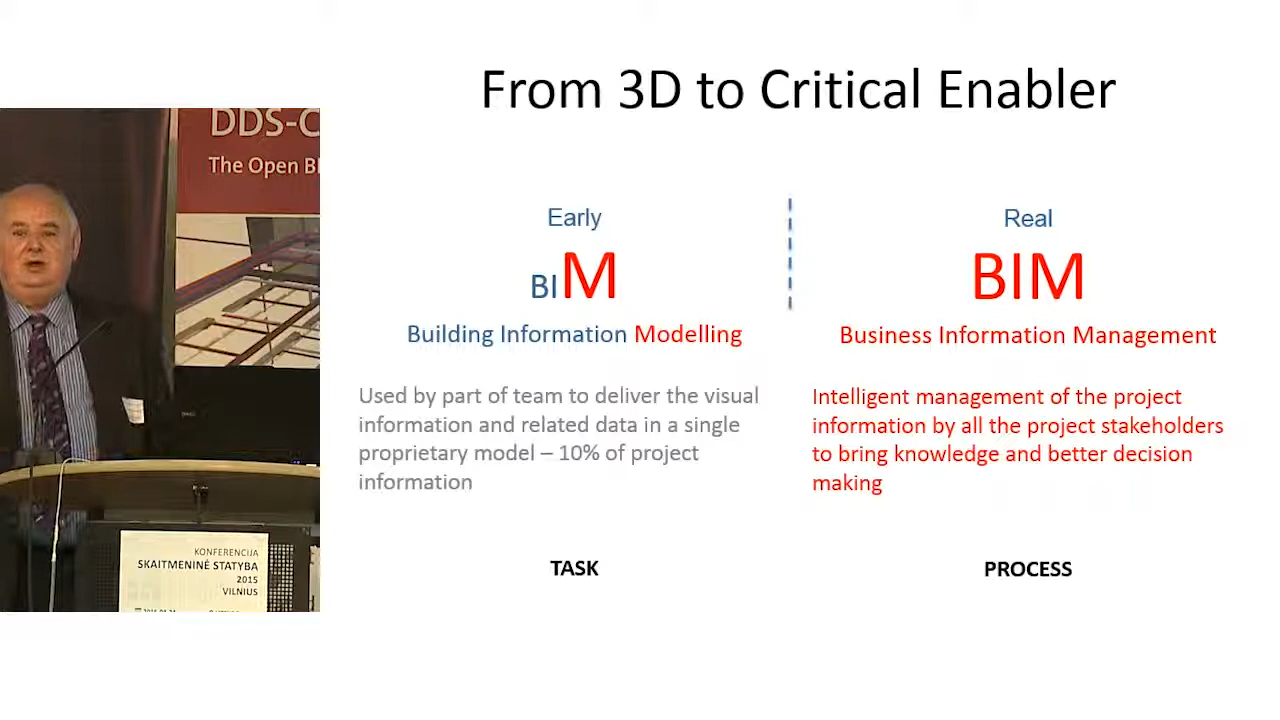 From 3D to Critical Enabler
DDS-C
The Open BI
Early
BIM
Building Information Modelling
Used by part of team to deliver the visual
information and related data in a single
proprietary model – 10% of project
information
TASK
Real
BIM
Business Information Management
Intelligent management of the project
information by all the project stakeholders
to bring knowledge and better decision
making
PROCESS
KONFERENCIJA
SKAITMENINĖ STATYBA
2015
VILNIUS